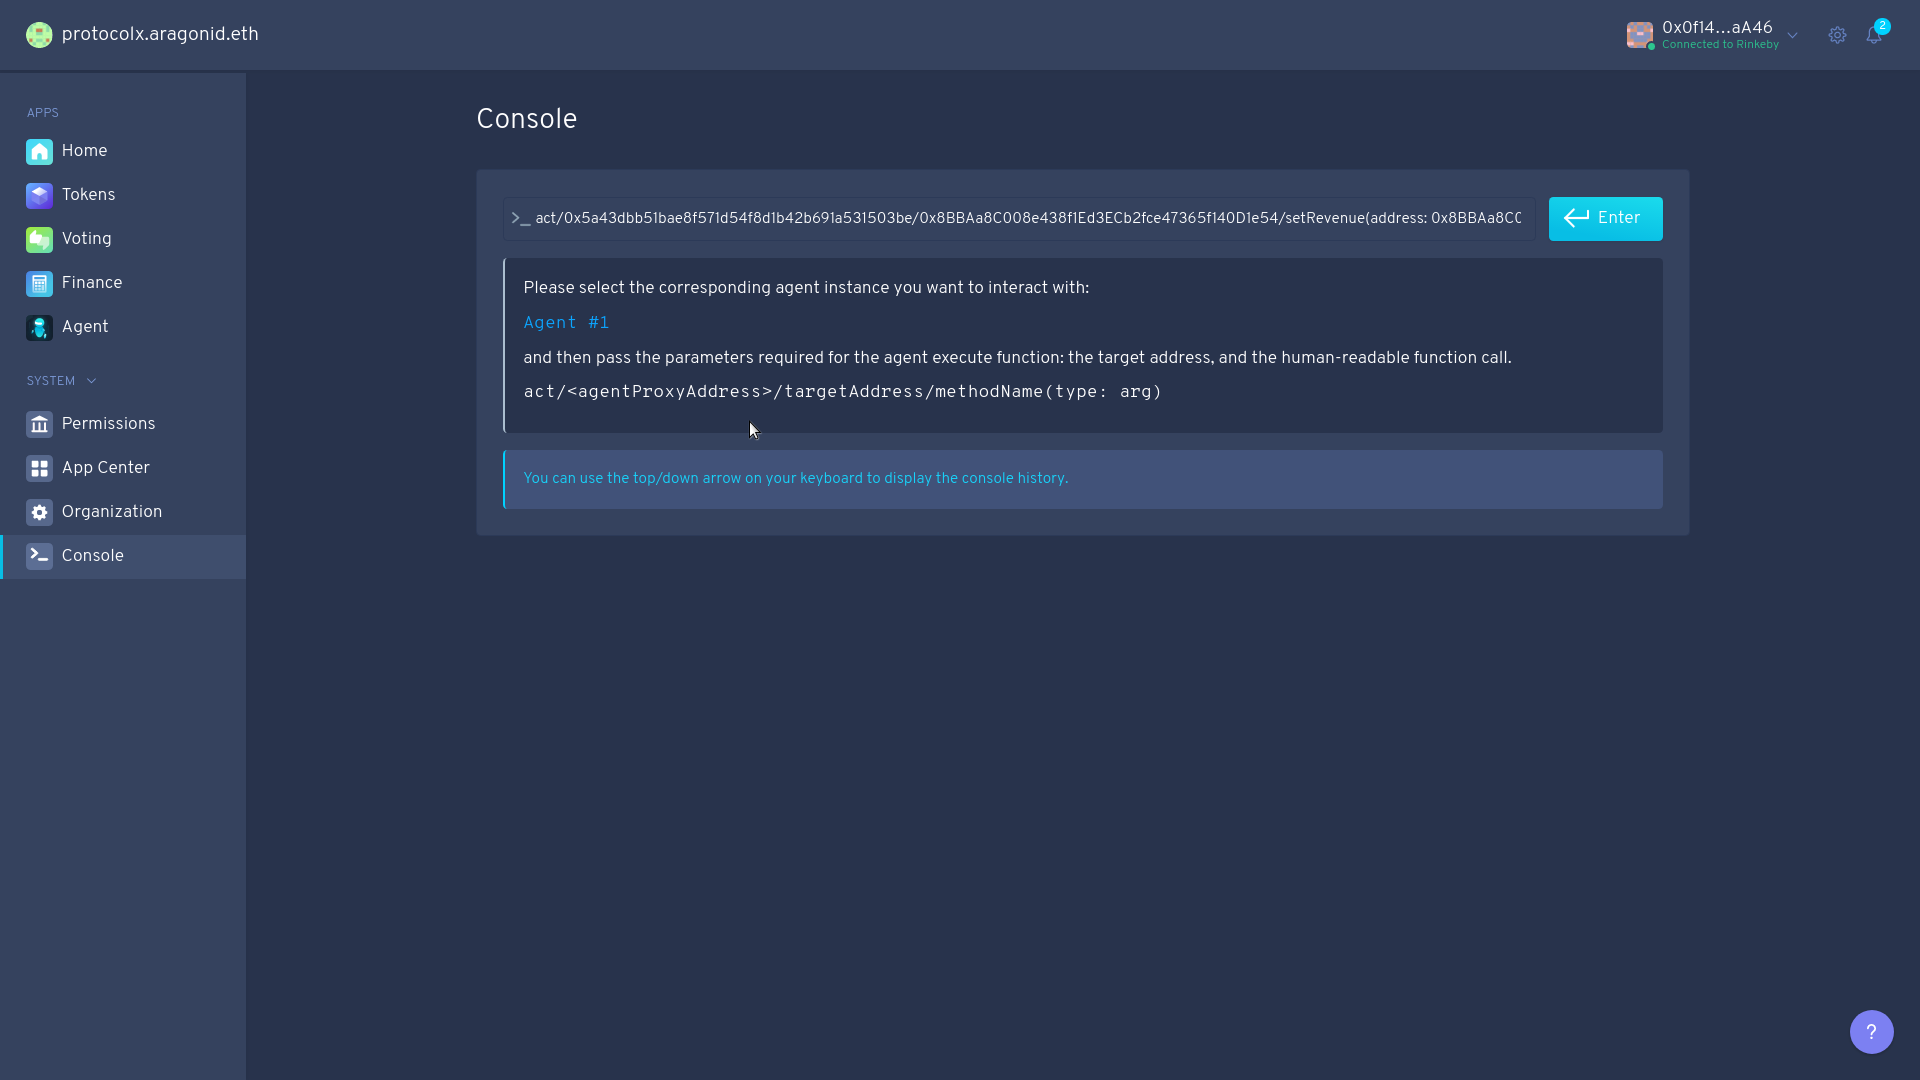 protocolx.aragonid.eth
0x0f14...aA46
Connected to Rinkeby
2
APPS
Home
Tokens
Voting
Finance
Agent
SYSTEM
Permissions
App Center
Organization
Console
Console
>_ act/0x5a43dbb51bae8f571d54f8d1b42b691a531503be/0x8BBAa8C008e438f1Ed3ECb2fce47365f140D1e54/setRevenue(address: 0x8BBAa8C0
Enter
Please select the corresponding agent instance you want to interact with:
Agent #1
and then pass the parameters required for the agent execute function: the target address, and the human-readable function call.
act/<agentProxyAddress>/targetAddress/methodName(type: arg)
You can use the top/down arrow on your keyboard to display the console history.
?